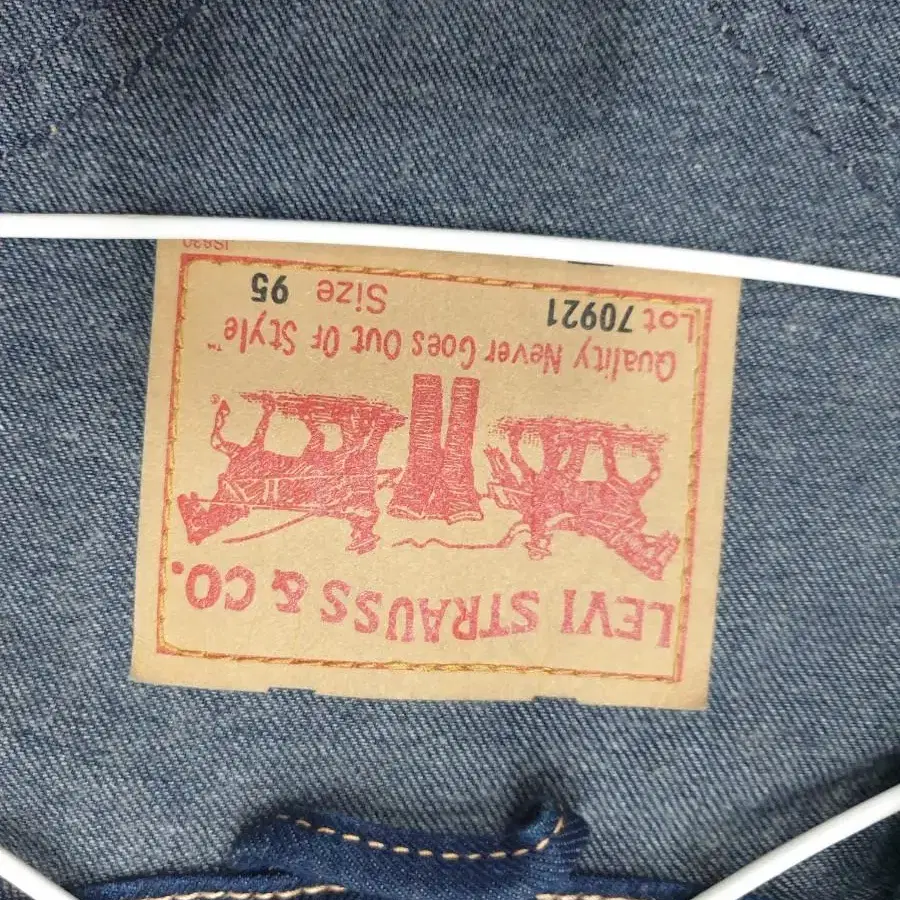 LEVI STRAUSS & CO.
Quality Never Goes Out Of Style™
Lot 70921 Size 95